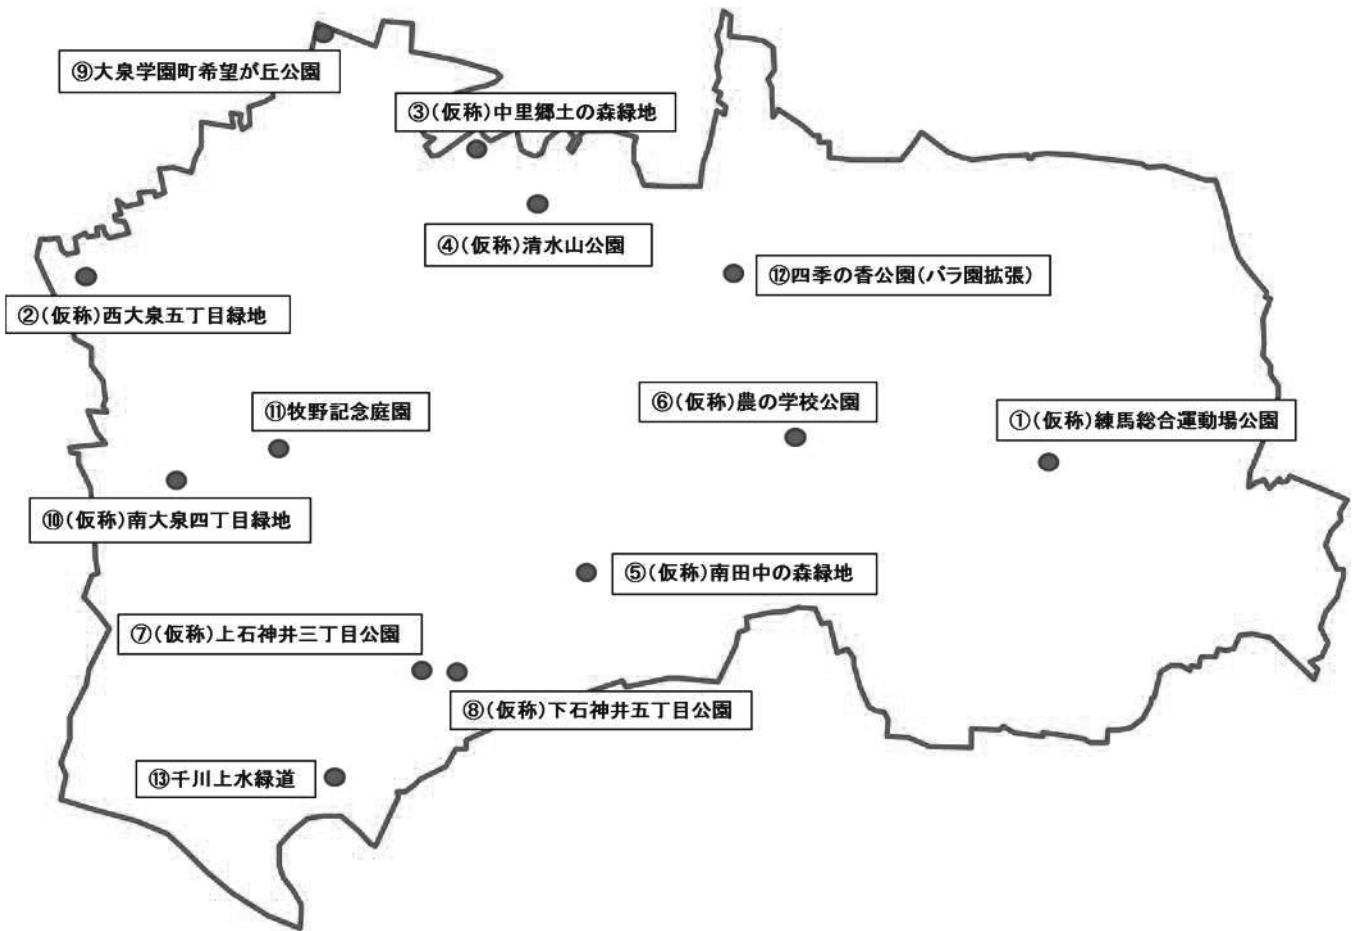 ⑨大泉学園町希望が丘公園
③(仮称)中里郷土の森緑地
④(仮称)清水山公園
⑫四季の香公園(バラ園拡張)
②(仮称)西大泉五丁目緑地
⑪牧野記念庭園
⑥(仮称)農の学校公園
①(仮称)練馬総合運動場公園
⑩(仮称)南大泉四丁目緑地
⑤(仮称)南田中の森緑地
⑦(仮称)上石神井三丁目公園
⑧(仮称)下石神井五丁目公園
⑬千川上水緑道